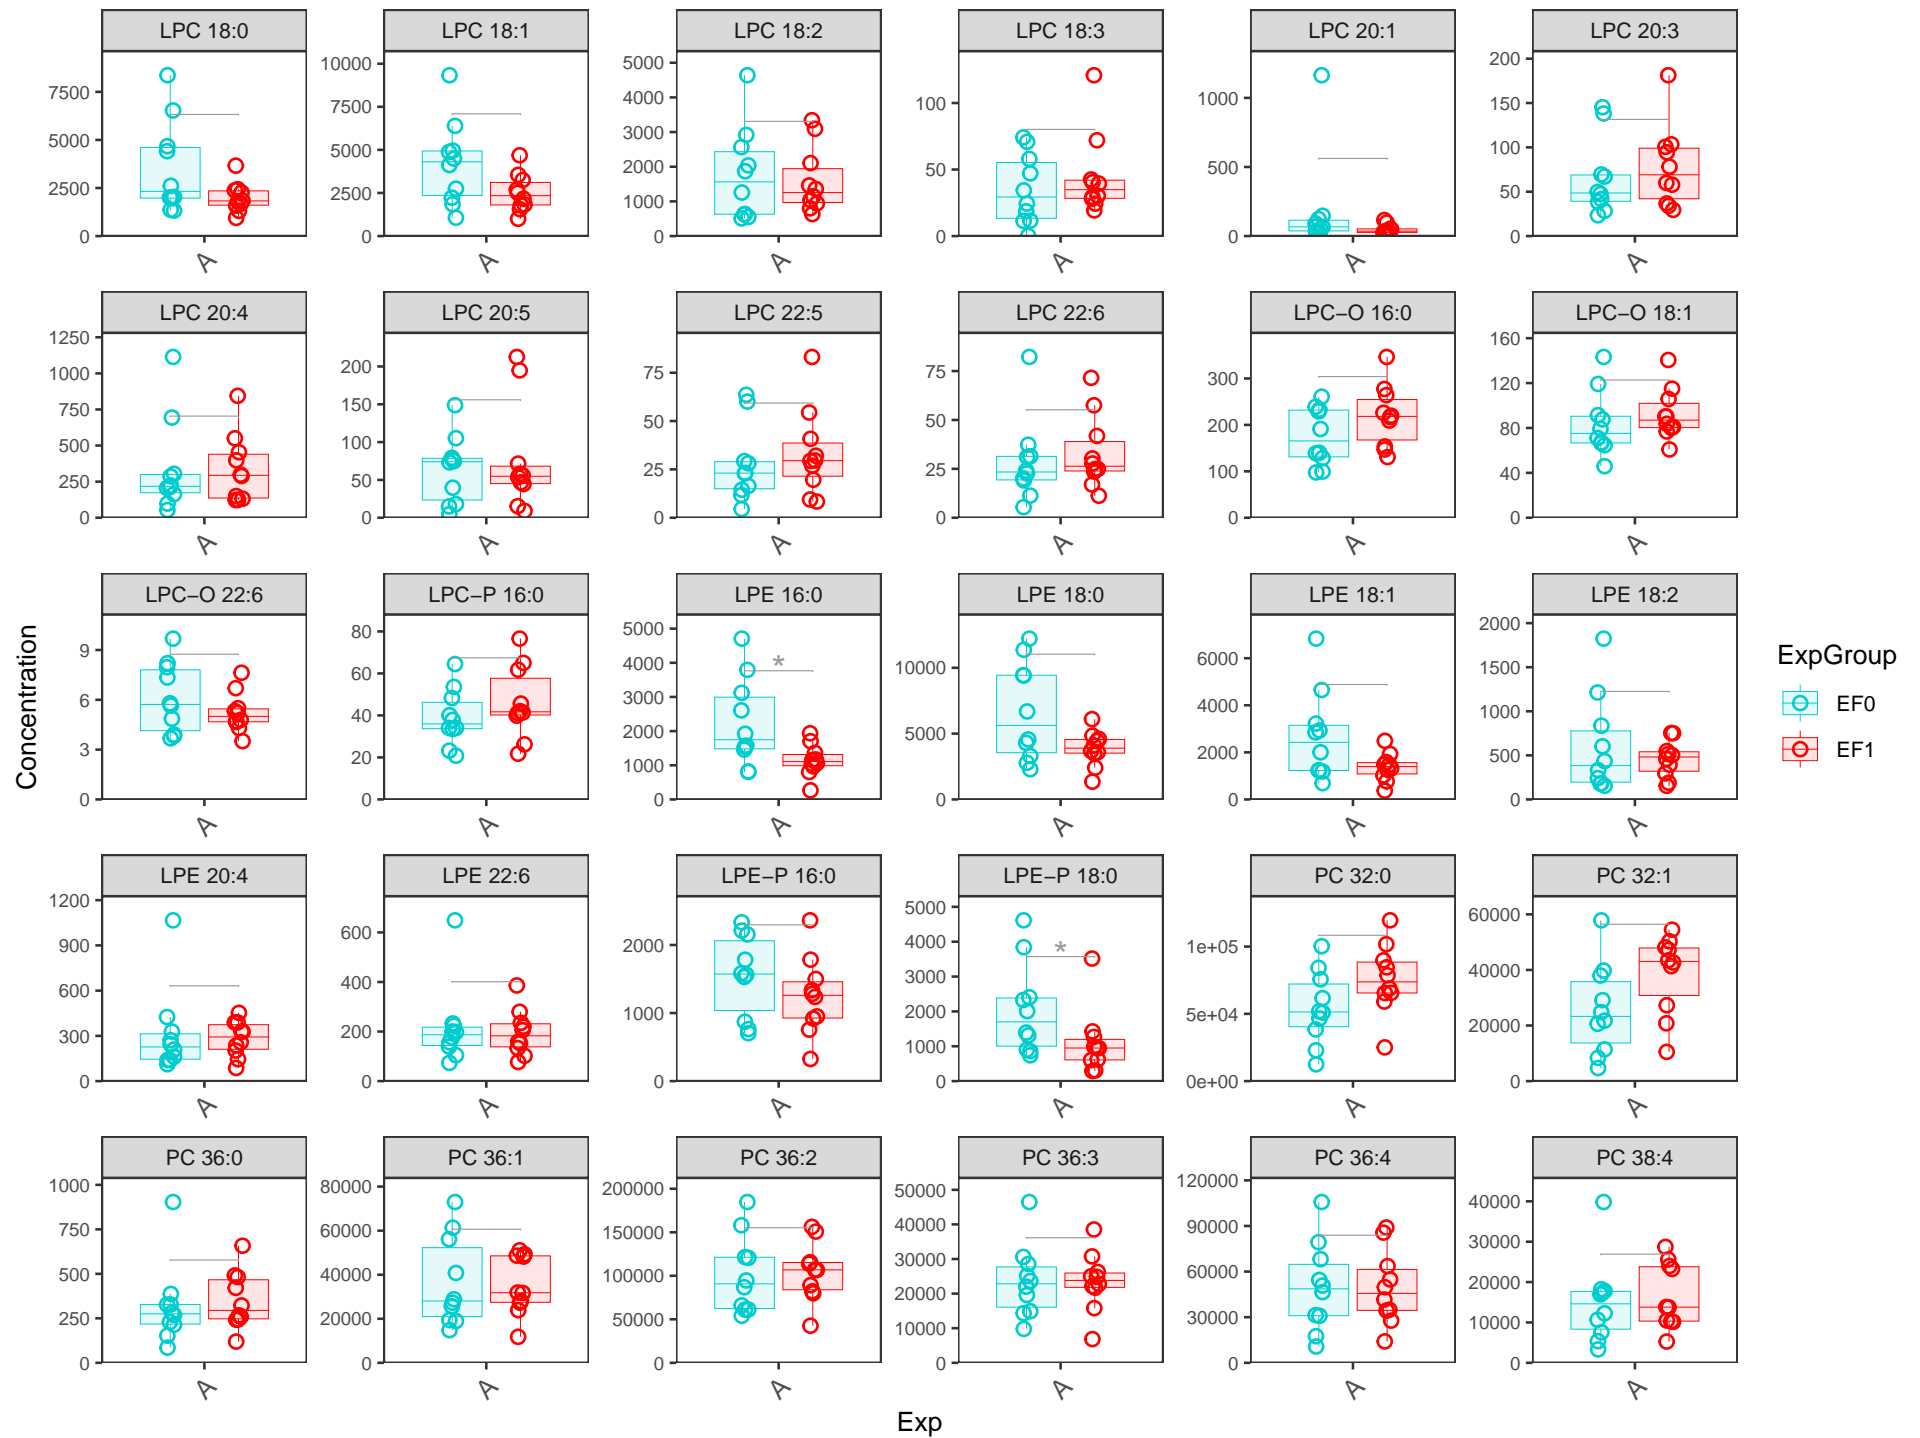 LPC 18:0 LPC 18:1 LPC 18:2 LPC 18:3 LPC 20:1 LPC 20:3
7500 5000 2500 0
10000 7500 5000 2500 0
5000 4000 3000 2000 1000 0
100 50 0
1000 500 0
200 150 100 50 0
A A A A A A
LPC 20:4 LPC 20:5 LPC 22:5 LPC 22:6 LPC−O 16:0 LPC−O 18:1
1250 1000 750 500 250 0
200 150 100 50 0
75 50 25 0
75 50 25 0
300 200 100 0
160 120 80 40 0
A A A A A A
LPC−O 22:6 LPC−P 16:0 LPE 16:0 LPE 18:0 LPE 18:1 LPE 18:2
9 6 3 0
80 60 40 20 0
5000 4000 3000 2000 1000 0
*
10000 5000 0
6000 4000 2000 0
2000 1500 1000 500 0
A A A A A A
LPE 20:4 LPE 22:6 LPE−P 16:0 LPE−P 18:0 PC 32:0 PC 32:1
1200 900 600 300 0
600 400 200 0
2000 1000 0
5000 4000 3000 2000 1000 0
*
1e+05 5e+04 0e+00
60000 40000 20000 0
A A A A A A
PC 36:0 PC 36:1 PC 36:2 PC 36:3 PC 36:4 PC 38:4
1000 750 500 250 0
80000 60000 40000 20000 0
200000 150000 100000 50000 0
50000 40000 30000 20000 10000 0
120000 90000 60000 30000 0
40000 30000 20000 10000 0
A A A A A A
Exp
Concentration
ExpGroup
EF0
EF1